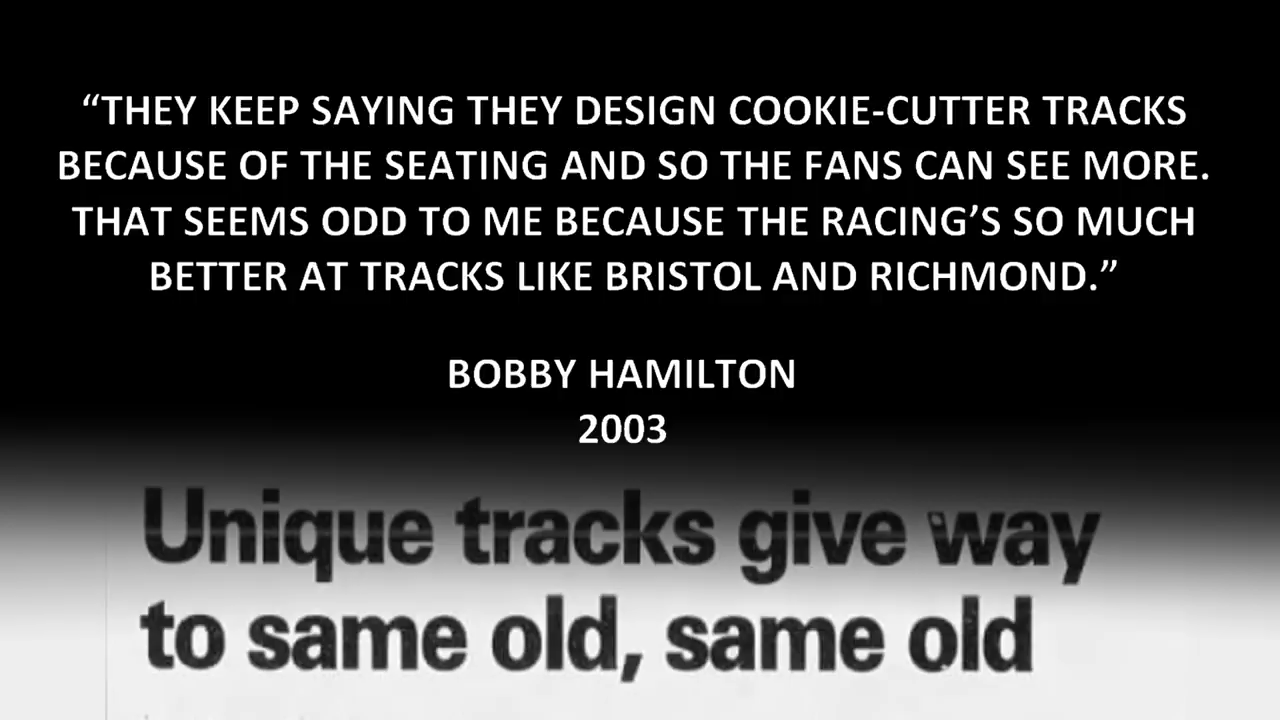 “THEY KEEP SAYING THEY DESIGN COOKIE-CUTTER TRACKS
BECAUSE OF THE SEATING AND SO THE FANS CAN SEE MORE.
THAT SEEMS ODD TO ME BECAUSE THE RACING’S SO MUCH
BETTER AT TRACKS LIKE BRISTOL AND RICHMOND.”
BOBBY HAMILTON
2003
Unique tracks give way
to same old, same old